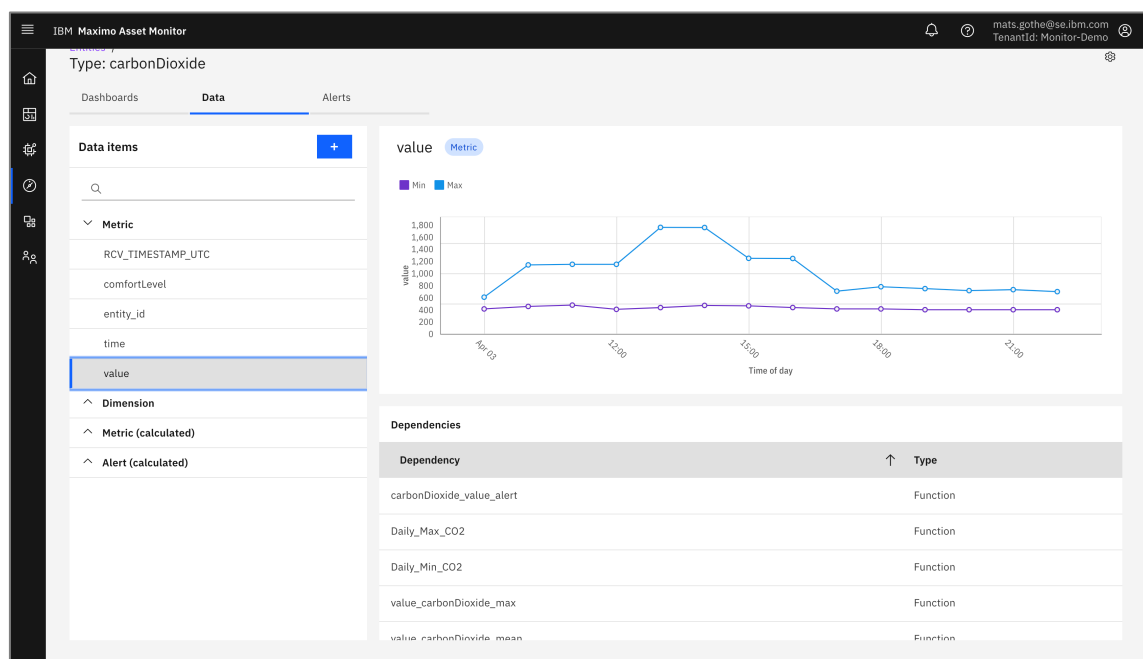 IBM Maximo Asset Monitor
mats.gothe@se.ibm.com
TenantId: Monitor-Demo
Entities /
Type: carbonDioxide
Dashboards
Data
Alerts
Data items
+
Metric
RCV_TIMESTAMP_UTC
comfortLevel
entity_id
time
value
Dimension
Metric (calculated)
Alert (calculated)
value Metric
Min Max
1,800
1,600
1,400
1,200
1,000
800
600
400
200
0
value
Apr 03
12:00
15:00
18:00
21:00
Time of day
Dependencies
Dependency Type
carbonDioxide_value_alert Function
Daily_Max_CO2 Function
Daily_Min_CO2 Function
value_carbonDioxide_max Function
value_carbonDioxide_mean Function